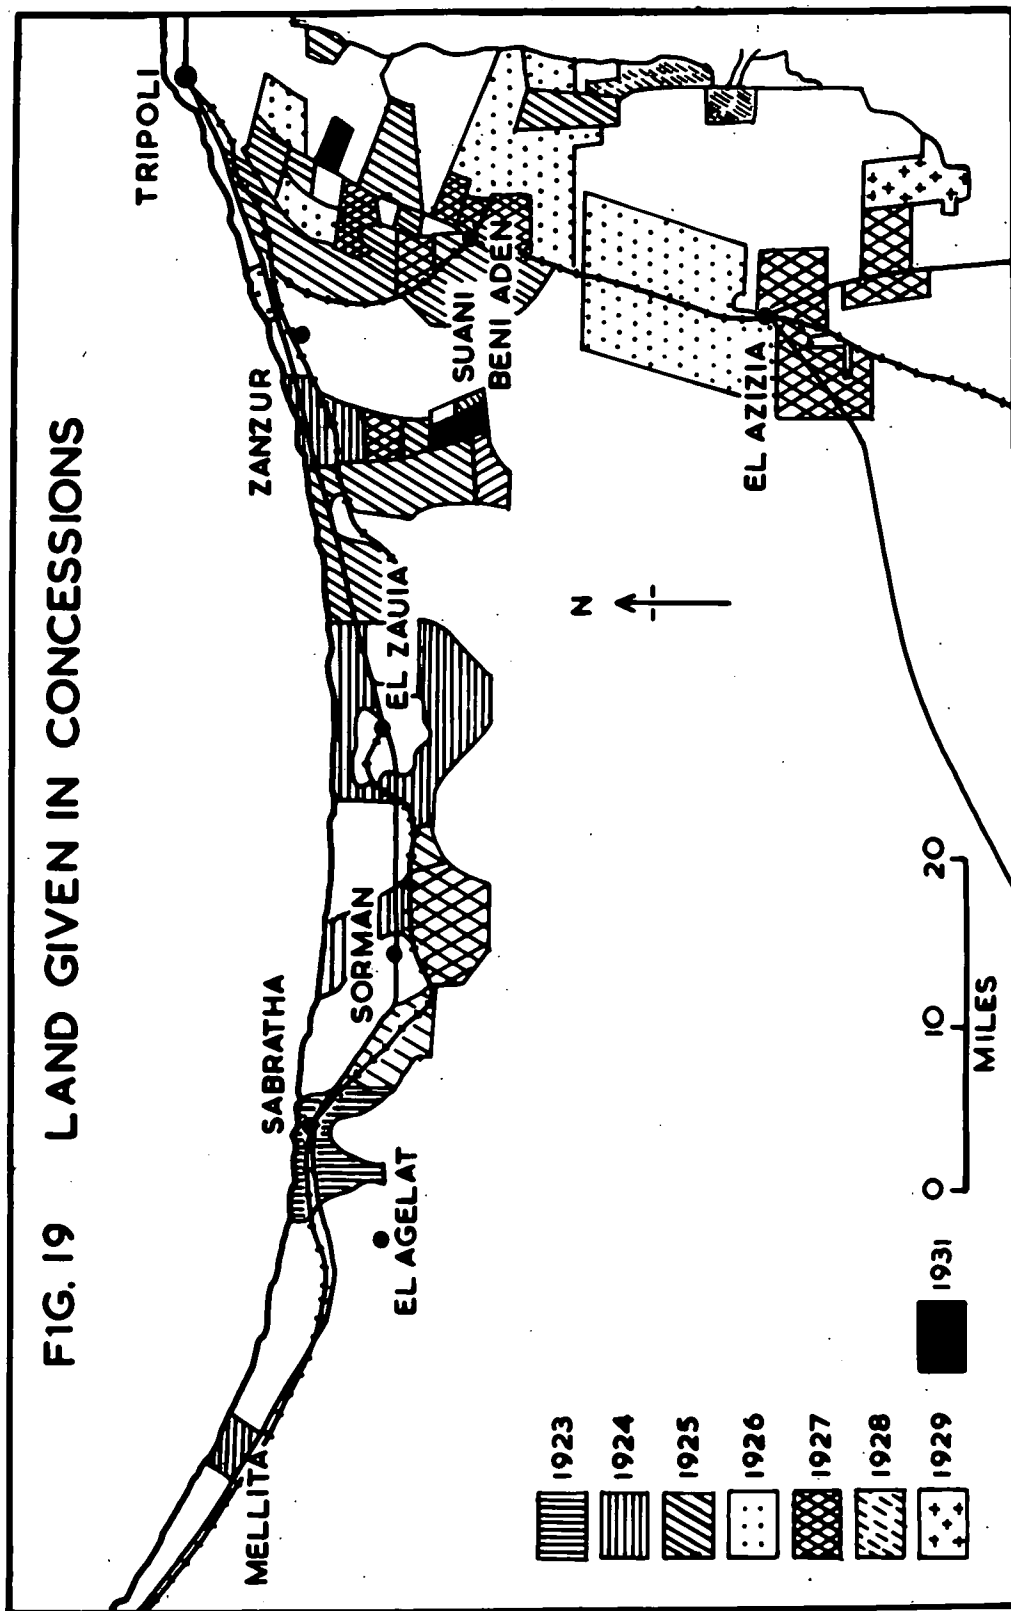 FIG. 19 LAND GIVEN IN CONCESSIONS
TRIPOLI
ZANZUR
SABRATHA
MELLITA
SORMAN
EL ZAUIA
EL AGELAT
SUANI
BENI ADEN
EL AZIZIA
N
1923
1924
1925
1926
1927
1928
1929
1931
0 10 20
MILES